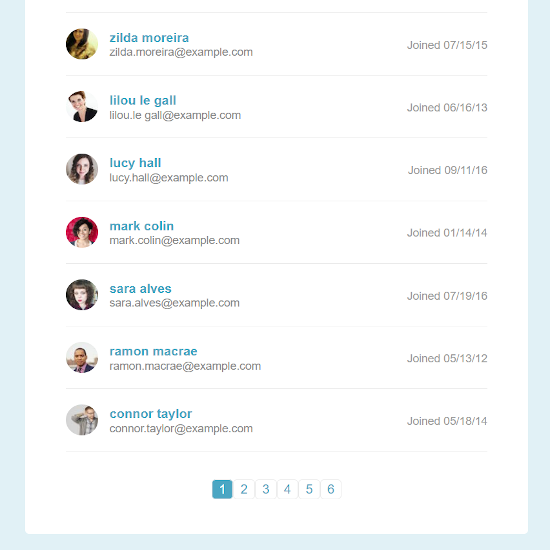 zilda moreira
zilda.moreira@example.com
Joined 07/15/15
lilou le gall
lilou.le gall@example.com
Joined 06/16/13
lucy hall
lucy.hall@example.com
Joined 09/11/16
mark colin
mark.colin@example.com
Joined 01/14/14
sara alves
sara.alves@example.com
Joined 07/19/16
ramon macrae
ramon.macrae@example.com
Joined 05/13/12
connor taylor
connor.taylor@example.com
Joined 05/18/14
1 2 3 4 5 6